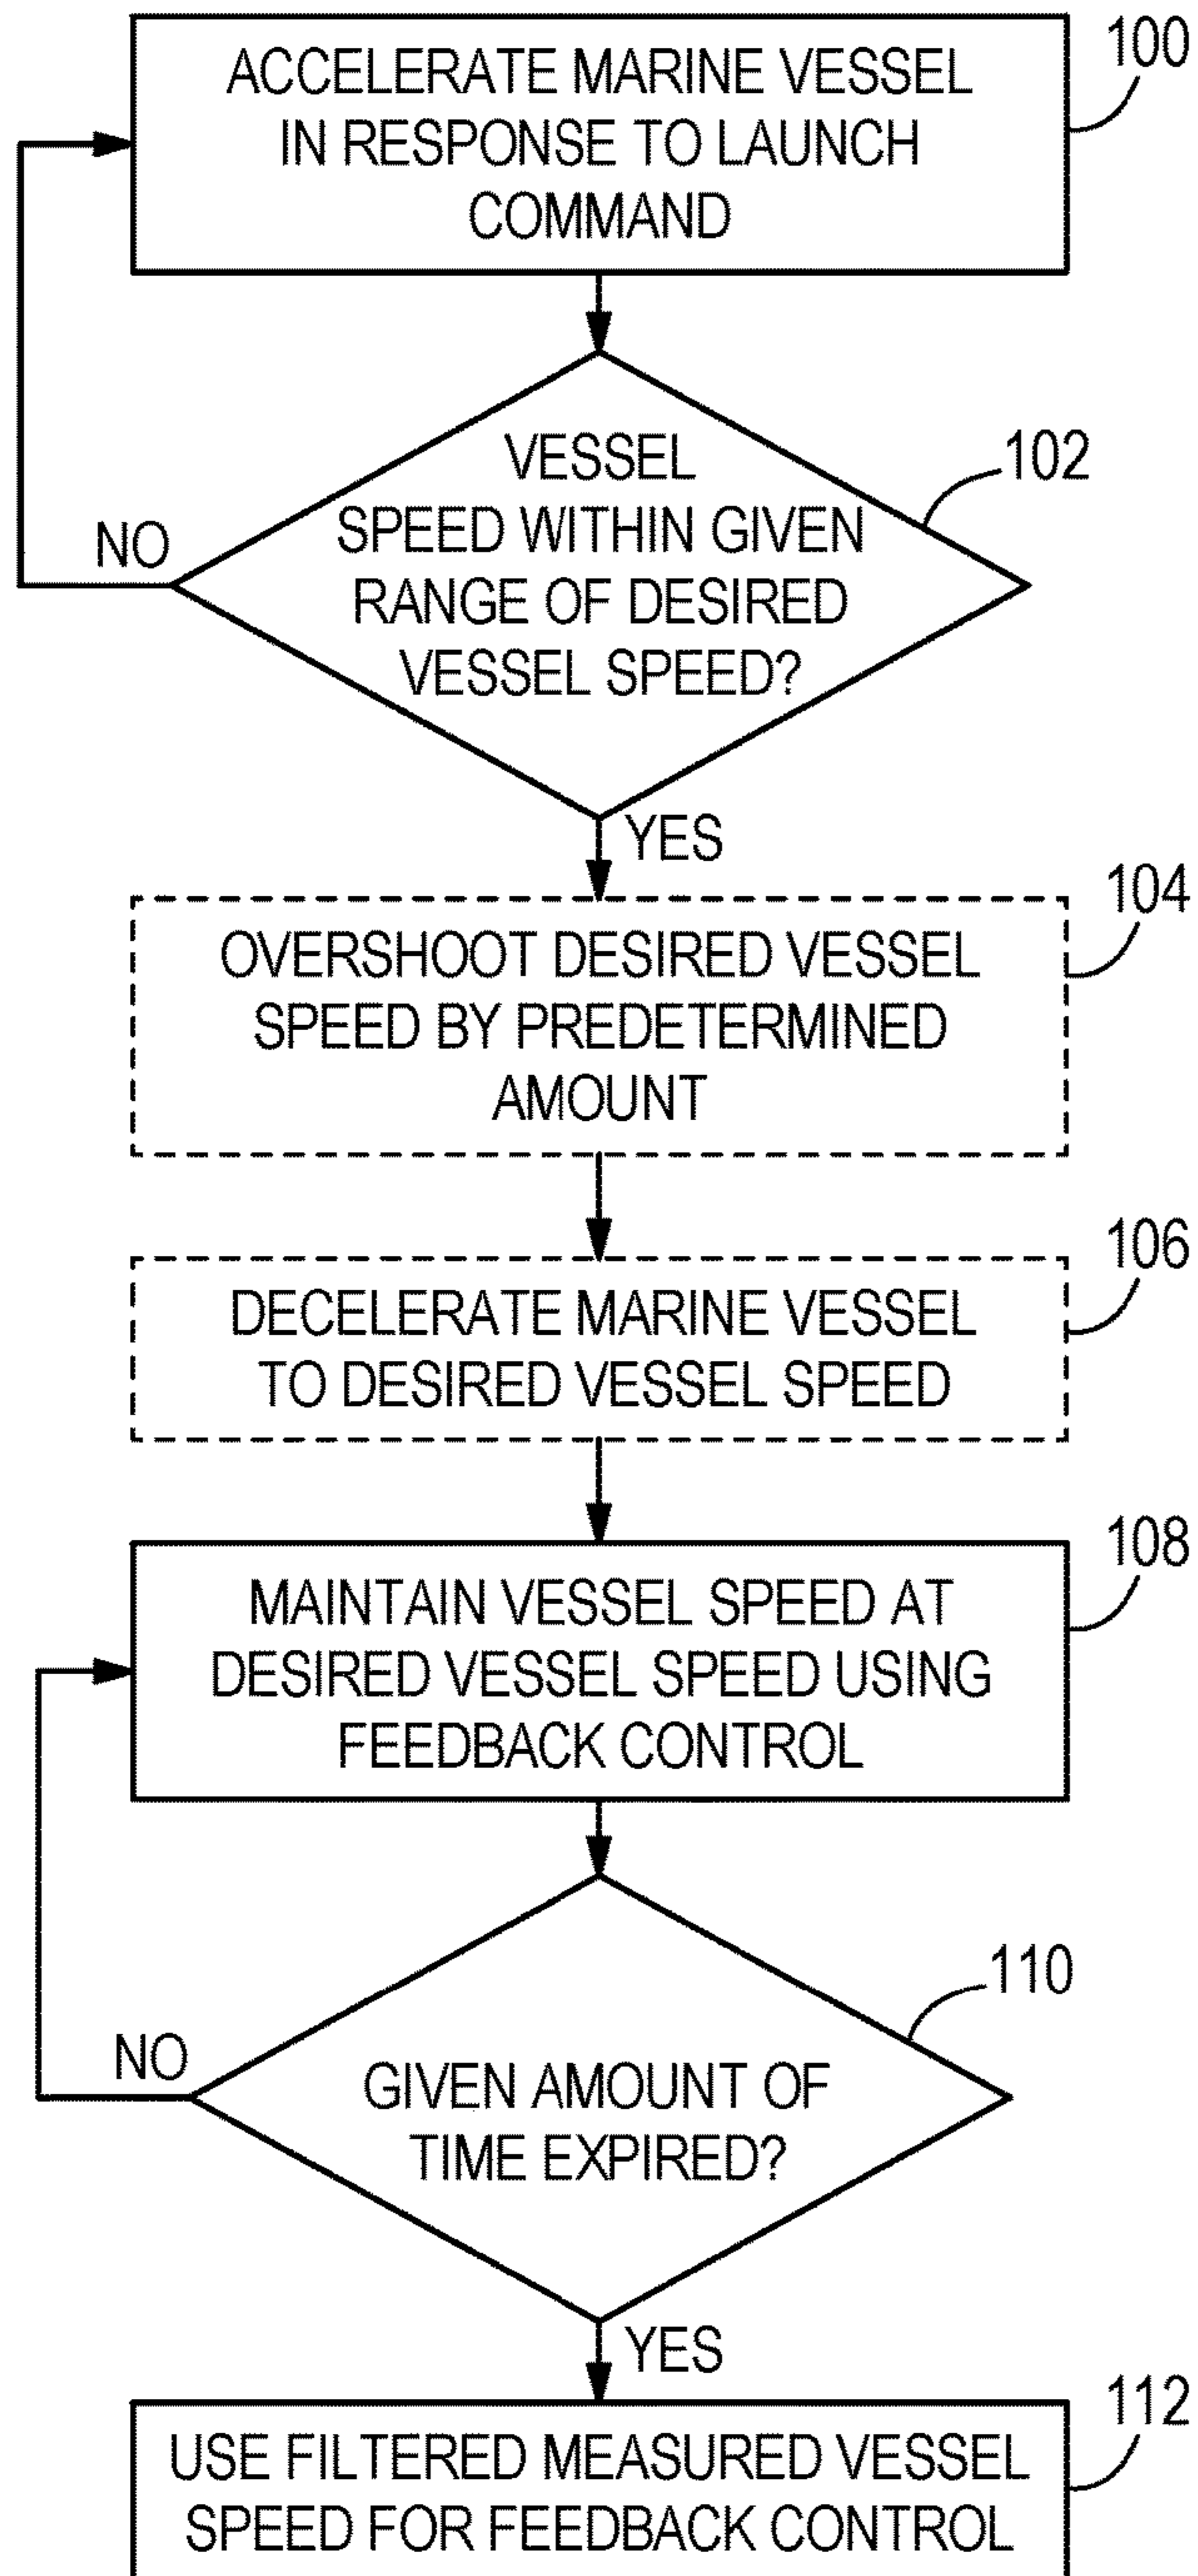 100
ACCELERATE MARINE VESSEL
IN RESPONSE TO LAUNCH
COMMAND
102
VESSEL
SPEED WITHIN GIVEN
RANGE OF DESIRED
VESSEL SPEED?
NO
YES
104
OVERSHOOT DESIRED VESSEL
SPEED BY PREDETERMINED
AMOUNT
106
DECELERATE MARINE VESSEL
TO DESIRED VESSEL SPEED
108
MAINTAIN VESSEL SPEED AT
DESIRED VESSEL SPEED USING
FEEDBACK CONTROL
110
NO
GIVEN AMOUNT OF
TIME EXPIRED?
YES
112
USE FILTERED MEASURED VESSEL
SPEED FOR FEEDBACK CONTROL